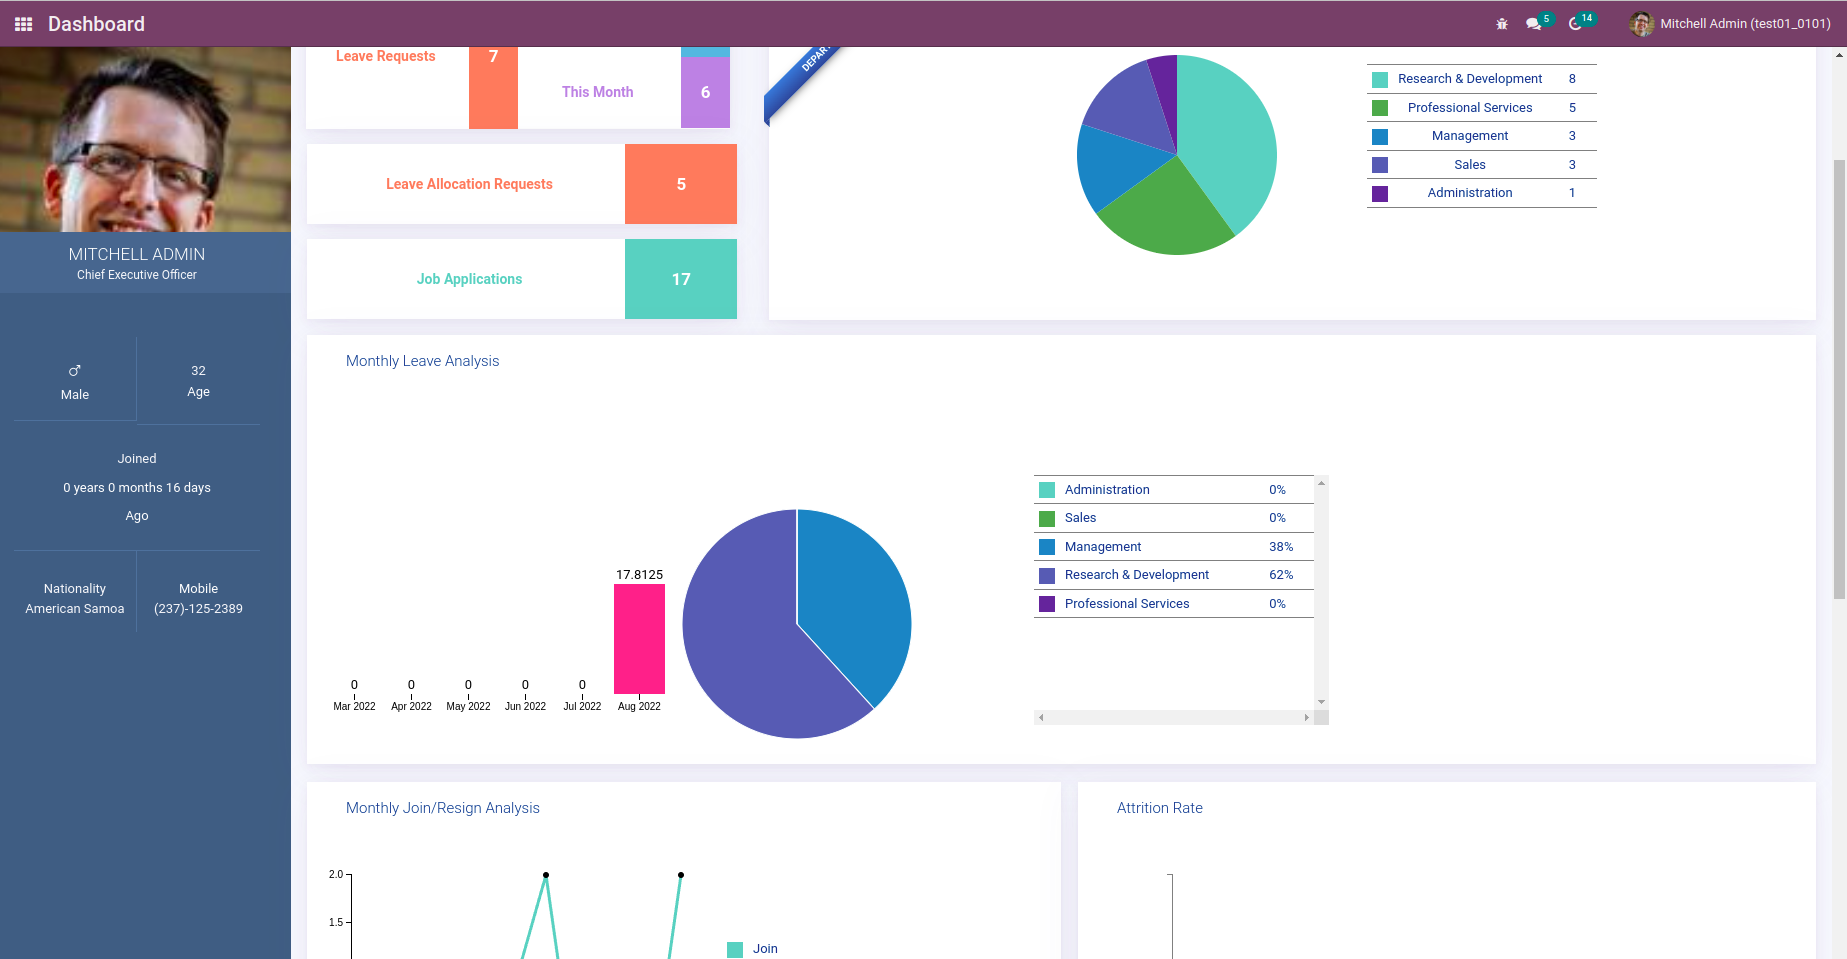 Dashboard
5
14
Mitchell Admin (test01_0101)
MITCHELL ADMIN
Chief Executive Officer
Male
32
Age
Joined
0 years 0 months 16 days
Ago
Nationality
American Samoa
Mobile
(237)-125-2389
Leave Requests
7
This Month
6
Leave Allocation Requests
5
Job Applications
17
Research & Development 8
Professional Services 5
Management 3
Sales 3
Administration 1
Monthly Leave Analysis
17.8125
0 0 0 0 0
Mar 2022 Apr 2022 May 2022 Jun 2022 Jul 2022 Aug 2022
Administration 0%
Sales 0%
Management 38%
Research & Development 62%
Professional Services 0%
Monthly Join/Resign Analysis
2.0
1.5
Join
Attrition Rate